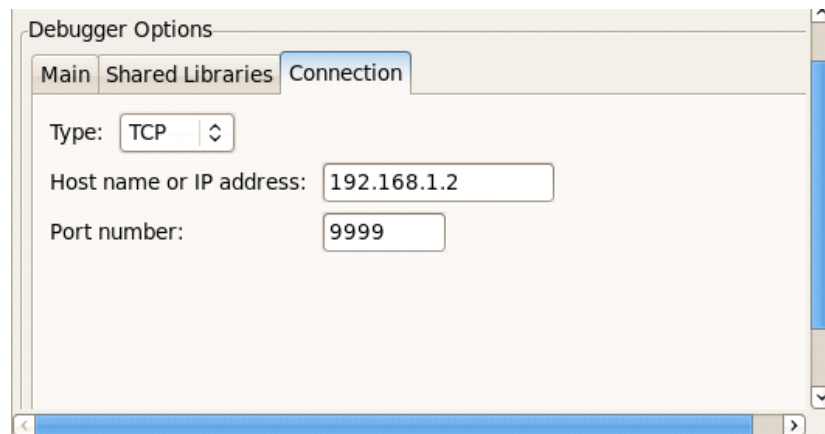 Debugger Options
Main Shared Libraries Connection
Type: TCP
Host name or IP address: 192.168.1.2
Port number: 9999